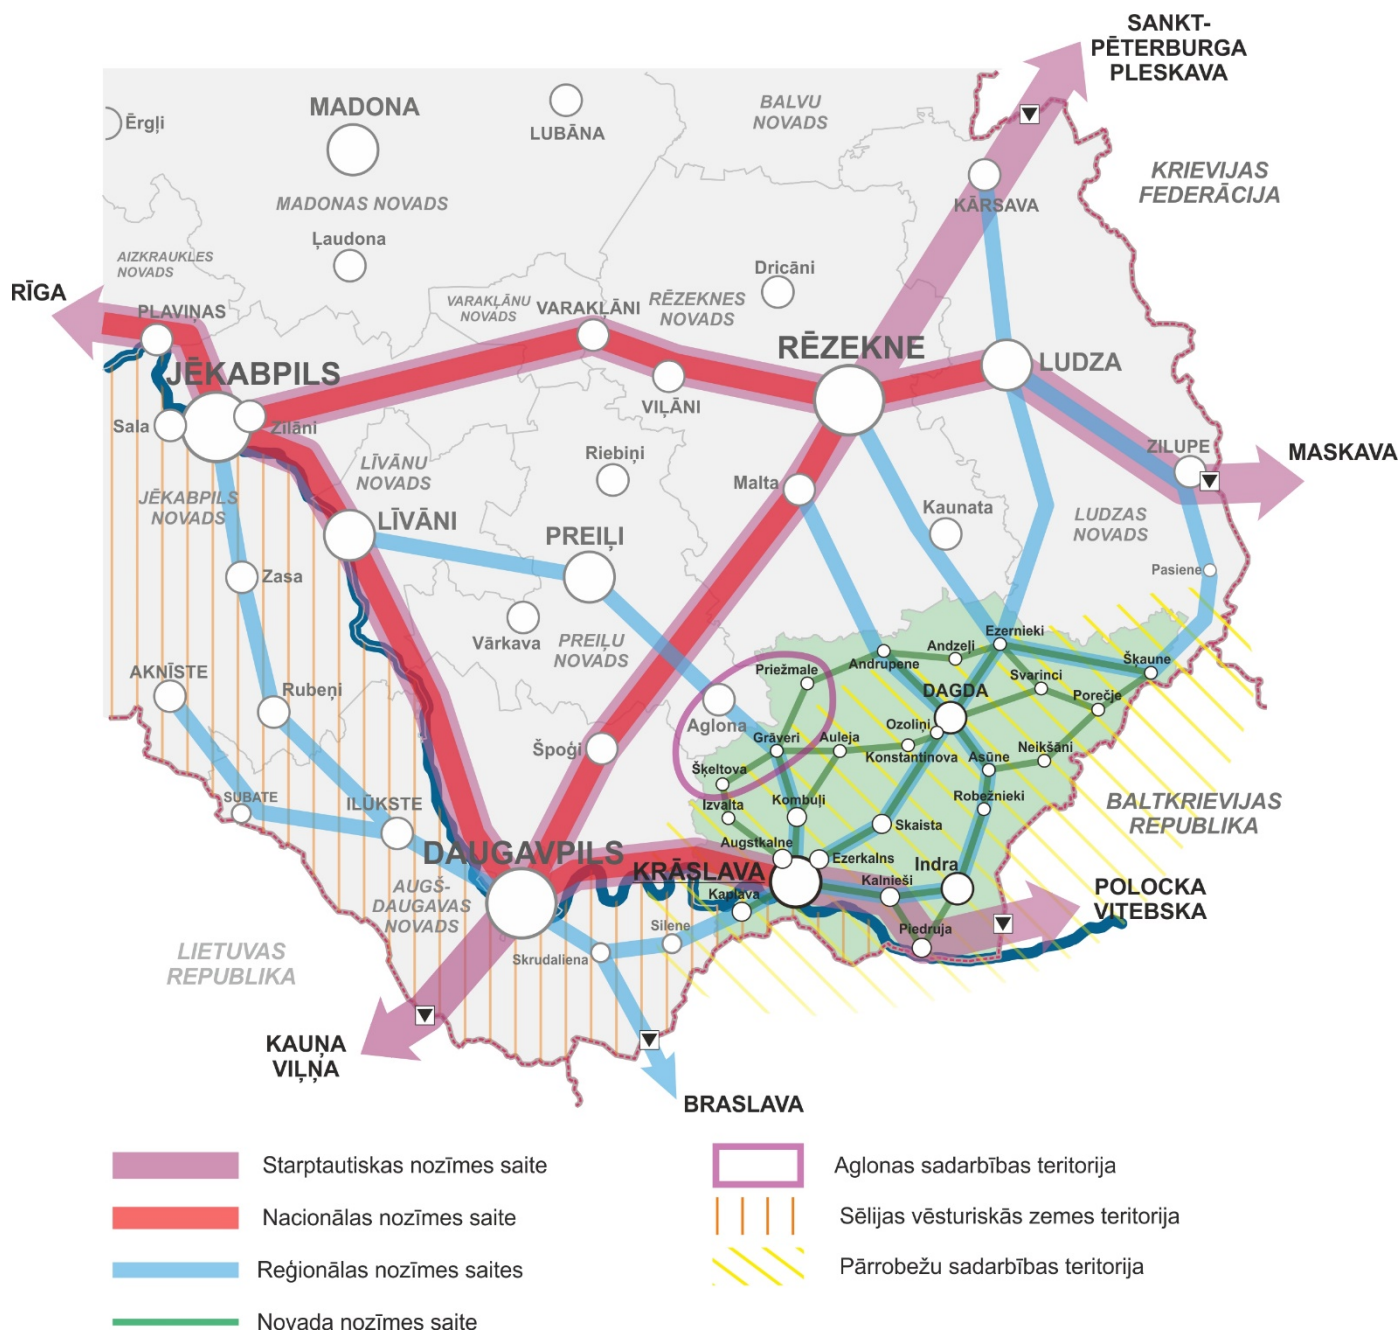 SANKT-
PĒTERBURGA
PLESKAVA
MADONA
Ērgļi
LUBĀNA
BALVU
NOVADS
KRIEVIJAS
FEDERĀCIJA
MADONAS NOVADS
KĀRSAVA
Ļaudona
AIZKRAUKLES
NOVADS
Dricāni
RĪGA
PLAVIŅAS
VARAKĻĀNU
NOVADS
VARAKĻĀNI
RĒZEKNES
NOVADS
RĒZEKNE
LUDZA
JĒKABPILS
VIĻĀNI
Sala
Zīlāni
ZILUPE
MASKAVA
LĪVĀNU
NOVADS
Riebiņi
Malta
JĒKABPILS
NOVADS
LĪVĀNI
PREIĻI
Kaunata
LUDZAS
NOVADS
Zasa
Pasiene
Vārkava
PREIĻU
NOVADS
Ezernieki
Andzeļi
Andrupene
Šķaune
AKNĪSTE
Rubeņi
Priežmale
Svarinci
DAGDA
Porečje
Aglona
Ozoliņi
Špoģi
Grāveri
Auleja
Konstantinova
Asūne
Neikšāni
Šķeltova
SUBATE
ILŪKSTE
Izvalta
Kombuļi
Robežnieki
BALTKRIEVIJAS
REPUBLIKA
Skaista
Augstkalne
DAUGAVPILS
Ezerkalns
Indra
KRĀSLAVA
Kalnieši
AUGŠ-
DAUGAVAS
NOVADS
Kaplava
POLOCKA
VITEBSKA
Silene
Piedruja
LIETUVAS
REPUBLIKA
Skrudaliena
KAUŅA
VIĻŅA
BRASLAVA
Starptautiskas nozīmes saite
Aglonas sadarbības teritorija
Nacionālas nozīmes saite
Sēlijas vēsturiskās zemes teritorija
Reģionālas nozīmes saites
Pārrobežu sadarbības teritorija
Novada nozīmes saite